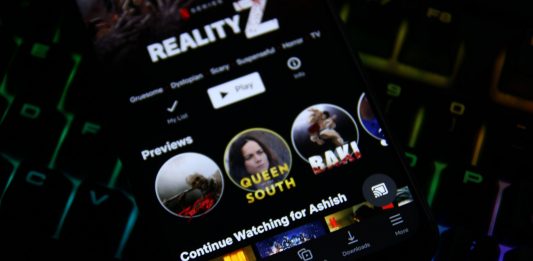 SERIES
REALITY Z
Gruesome Dystopian Scary Suspenseful Horror TV
My List
Play
Info
Previews
QUEEN
SOUTH
BAKI
Continue Watching for Ashish
Downloads
More
C
V
F9